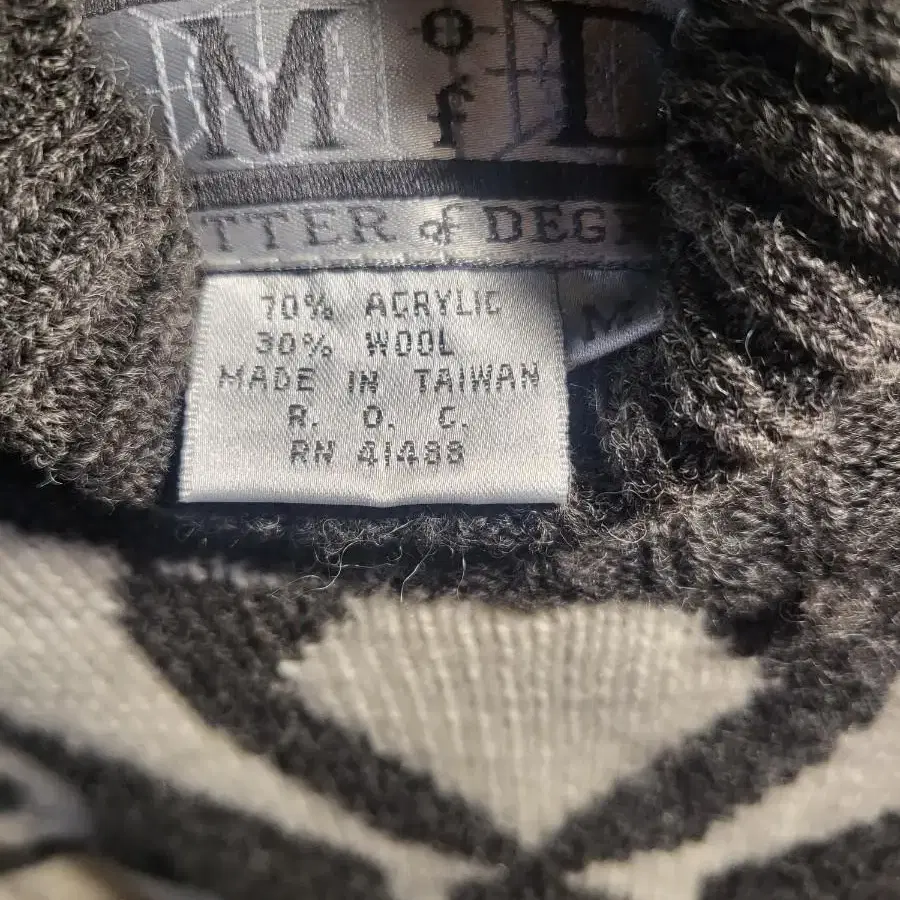 M of D
TTER of DEG
M
70% ACRYLIC
30% WOOL
MADE IN TAIWAN
R. O. C.
RN 41488